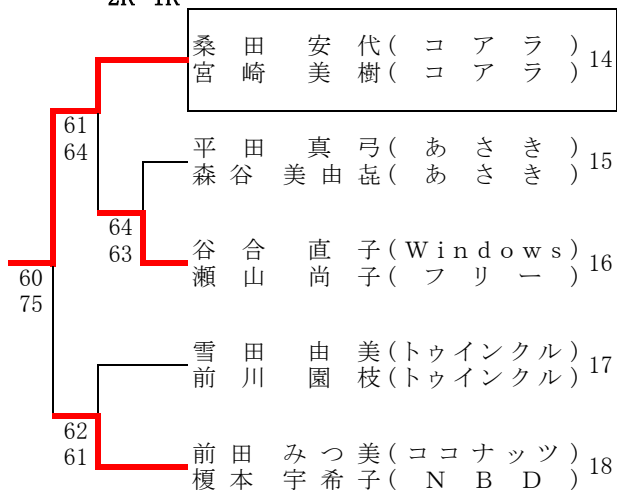 2R 1R
桑田 安代(コアラ) 14
宮崎 美樹(コアラ)
61
64
平田 真弓(あさき) 15
森谷 美由㐂(あさき)
64
63
谷合 直子(Windows) 16
瀬山 尚子(フリー)
60
75
雪田 由美(トゥインクル) 17
前川 園枝(トゥインクル)
62
61
前田 みつ美(ココナッツ) 18
榎本 宇希子(NBD)